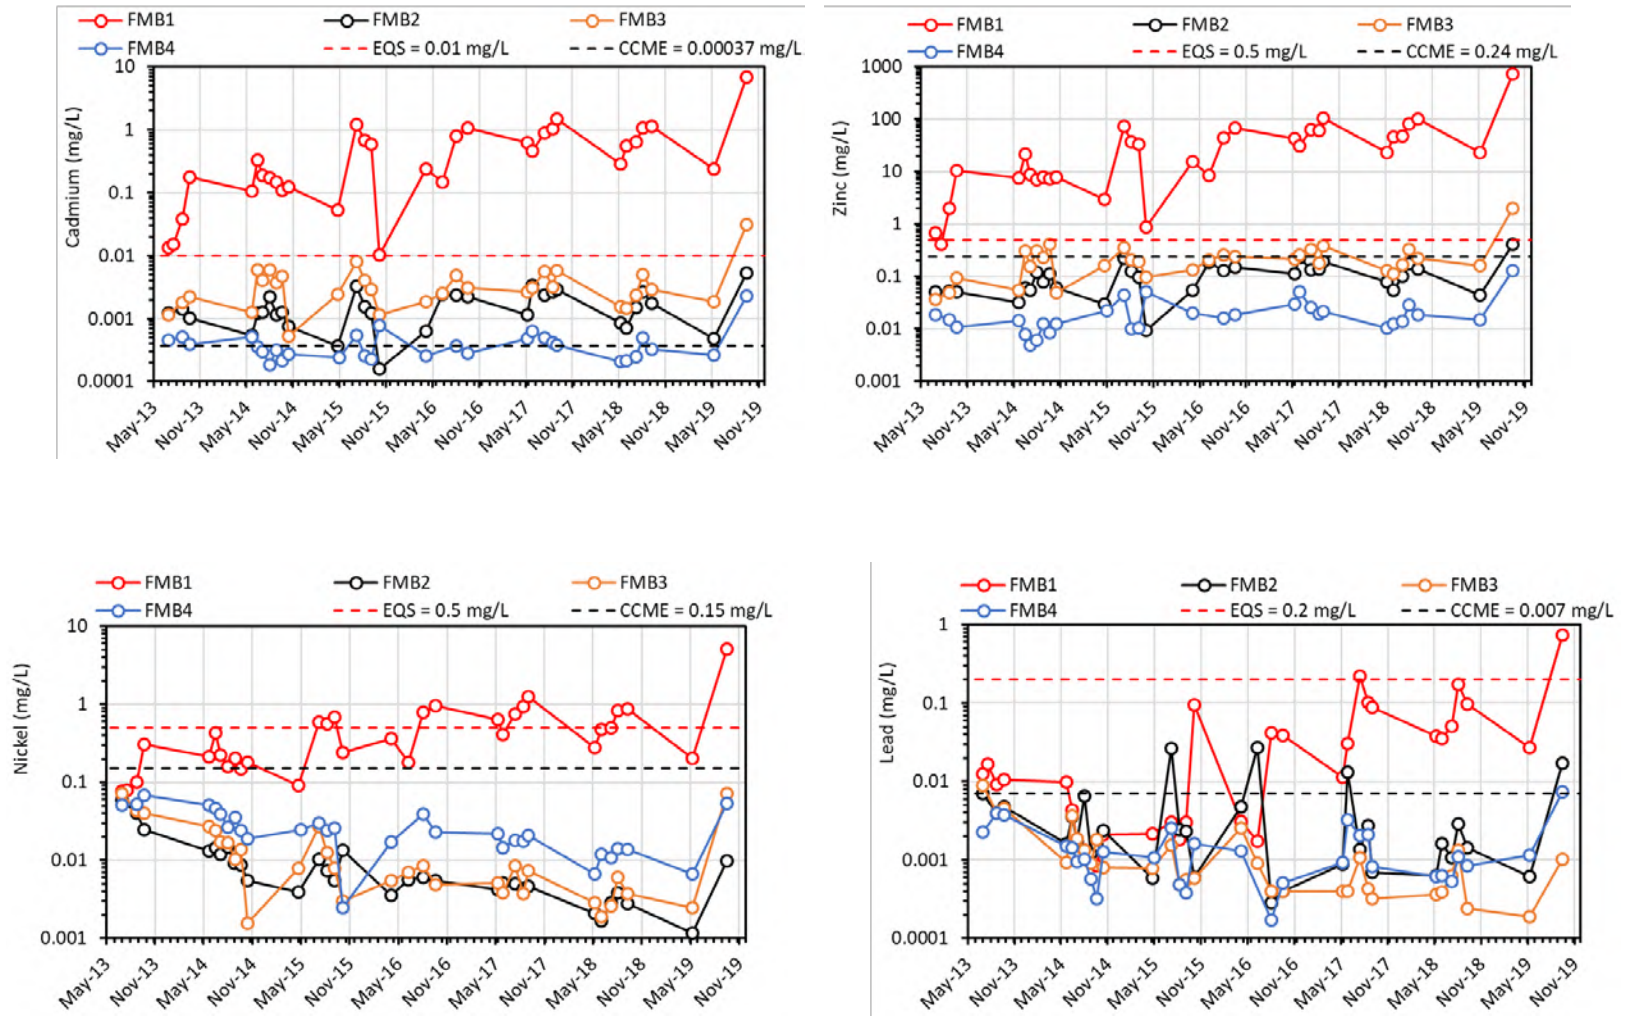 FMB1 FMB2 FMB3
FMB4 EQS = 0.01 mg/L CCME = 0.00037 mg/L
10
1
0.1
0.01
0.001
0.0001
Cadmium (mg/L)
May-13 Nov-13 May-14 Nov-14 May-15 Nov-15 May-16 Nov-16 May-17 Nov-17 May-18 Nov-18 May-19 Nov-19
FMB1 FMB2 FMB3
FMB4 EQS = 0.5 mg/L CCME = 0.24 mg/L
1000
100
10
1
0.1
0.01
0.001
Zinc (mg/L)
May-13 Nov-13 May-14 Nov-14 May-15 Nov-15 May-16 Nov-16 May-17 Nov-17 May-18 Nov-18 May-19 Nov-19
FMB1 FMB2 FMB3
FMB4 EQS = 0.5 mg/L CCME = 0.15 mg/L
10
1
0.1
0.01
0.001
Nickel (mg/L)
May-13 Nov-13 May-14 Nov-14 May-15 Nov-15 May-16 Nov-16 May-17 Nov-17 May-18 Nov-18 May-19 Nov-19
FMB1 FMB2 FMB3
FMB4 EQS = 0.2 mg/L CCME = 0.007 mg/L
1
0.1
0.01
0.001
0.0001
Lead (mg/L)
May-13 Nov-13 May-14 Nov-14 May-15 Nov-15 May-16 Nov-16 May-17 Nov-17 May-18 Nov-18 May-19 Nov-19